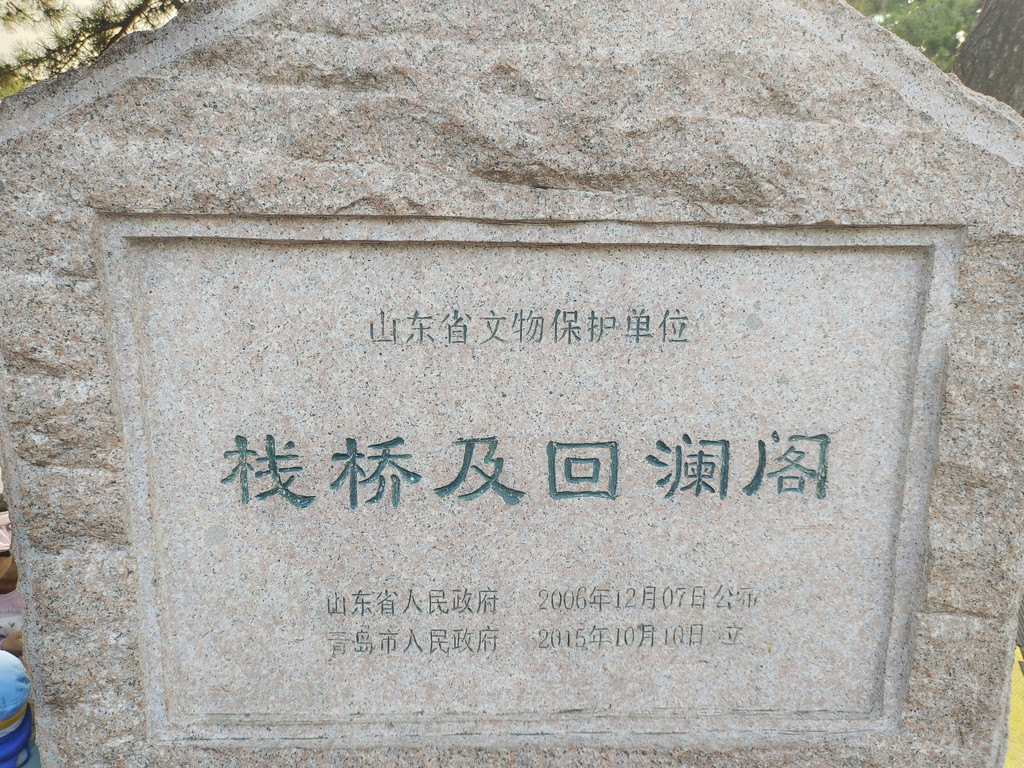 山东省文物保护单位
栈桥及回澜阁
山东省人民政府 2006年12月07日公布
青岛市人民政府 2015年10月10日 立